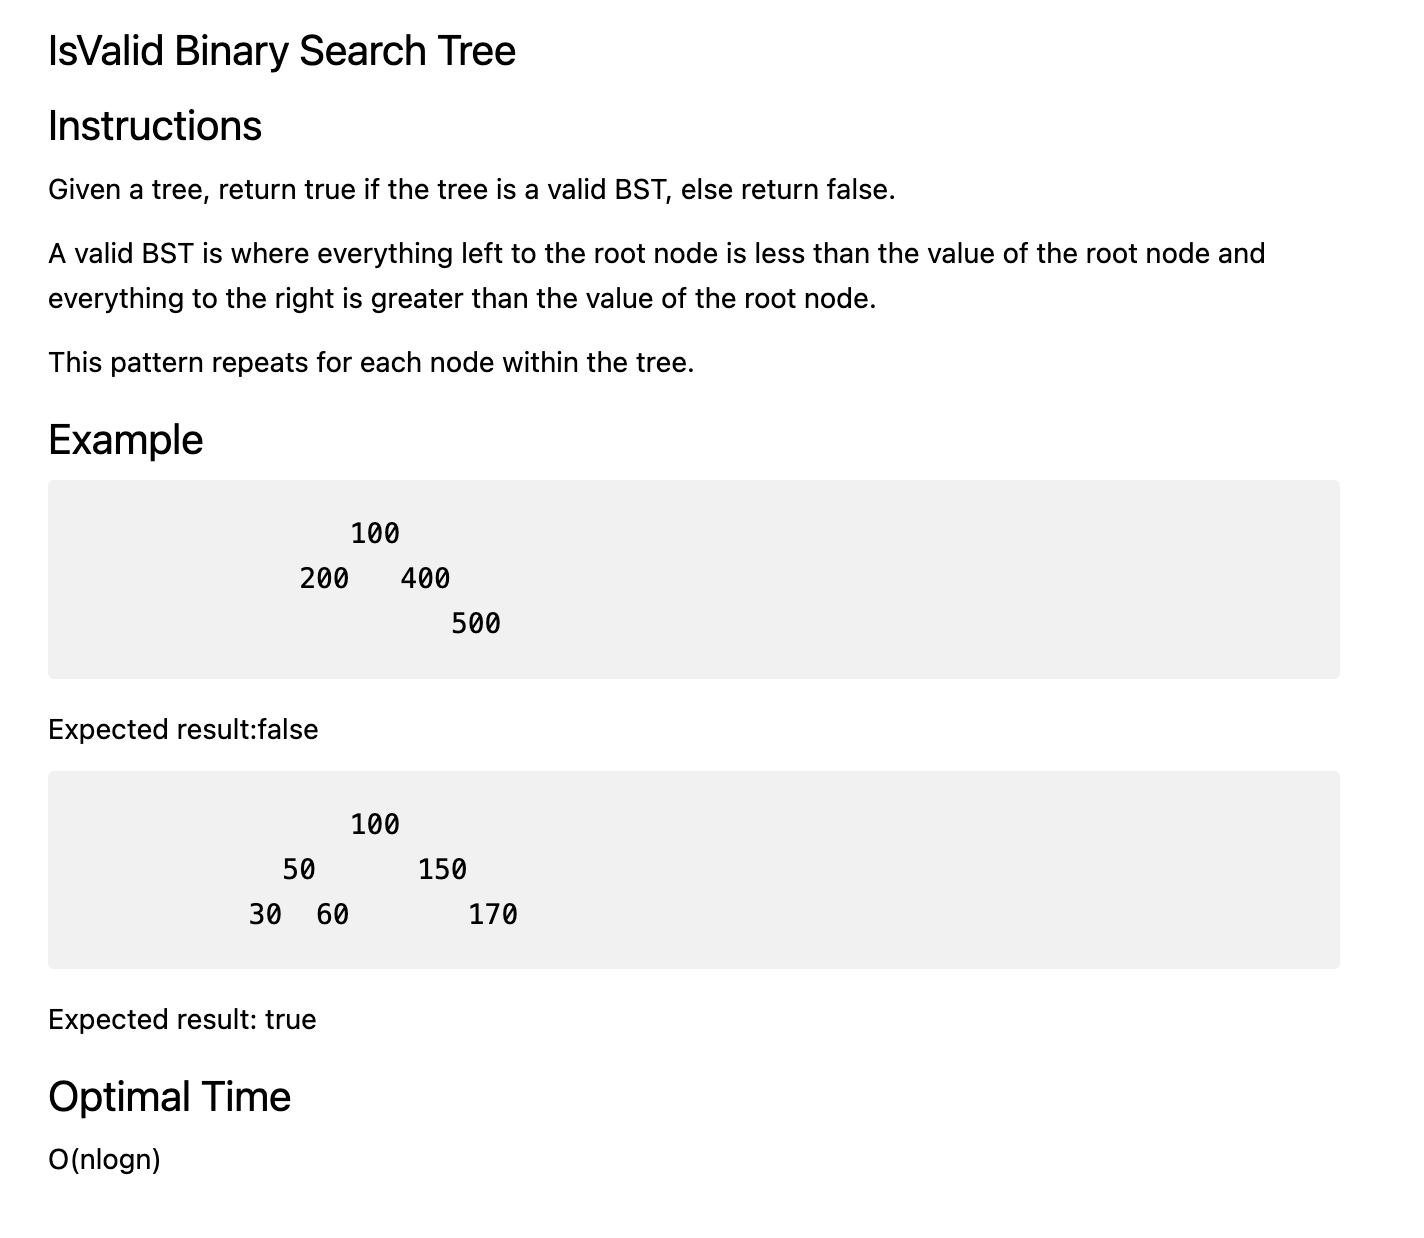 IsValid Binary Search Tree
Instructions
Given a tree, return true if the tree is a valid BST, else return false.
A valid BST is where everything left to the root node is less than the value of the root node and
everything to the right is greater than the value of the root node.
This pattern repeats for each node within the tree.
Example
100
200 400
500
Expected result:false
100
50 150
30 60 170
Expected result: true
Optimal Time
O(nlogn)